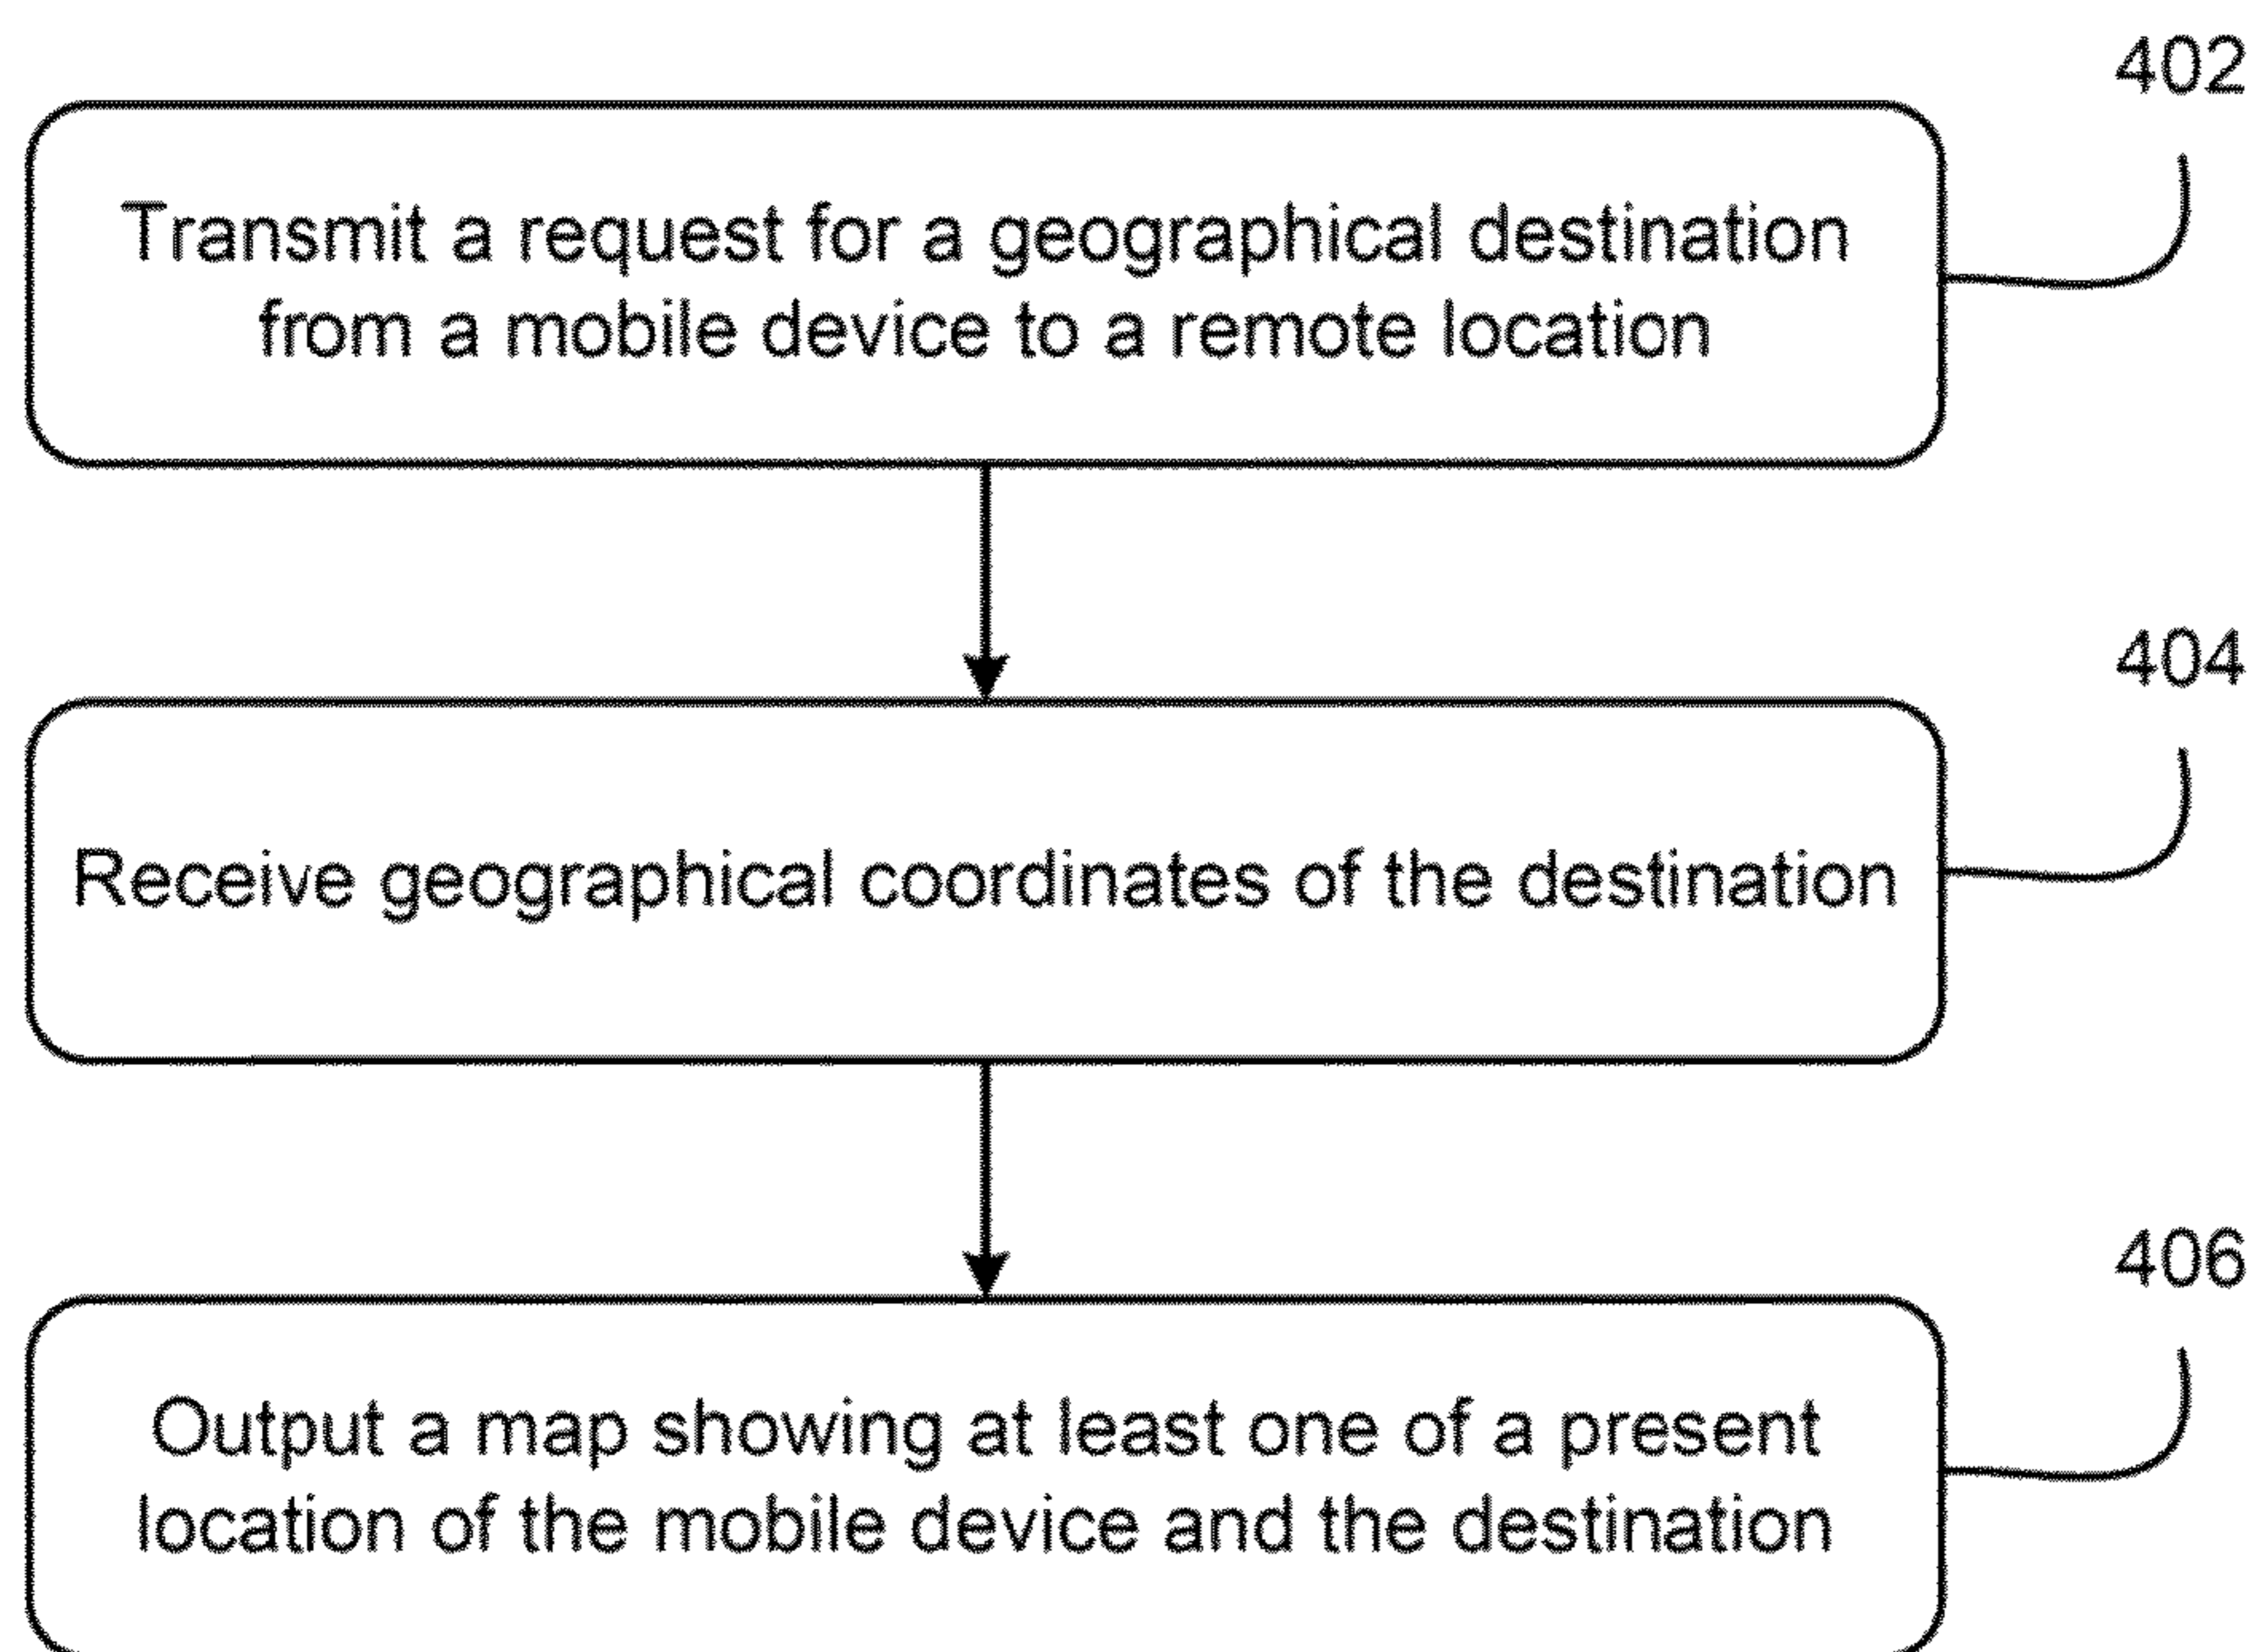 402
Transmit a request for a geographical destination
from a mobile device to a remote location
404
Receive geographical coordinates of the destination
406
Output a map showing at least one of a present
location of the mobile device and the destination